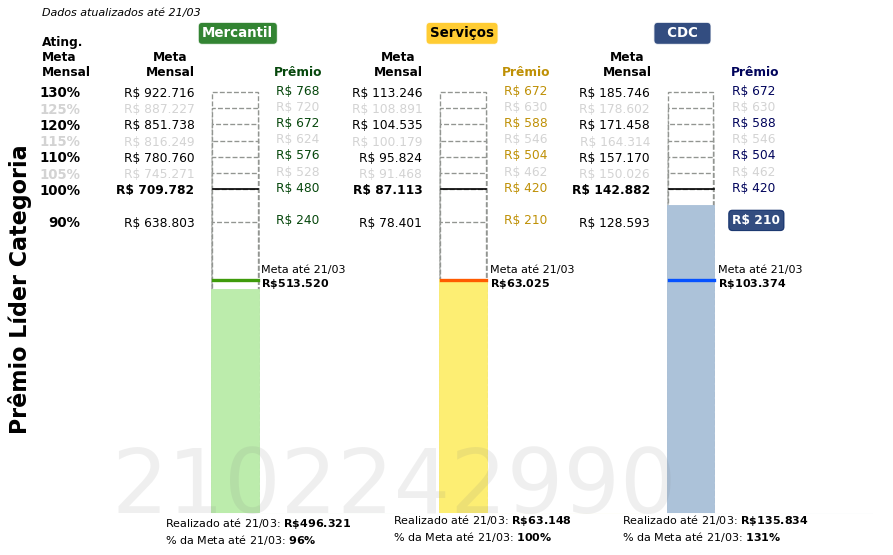 Dados atualizados até 21/03
Mercantil Serviços CDC
Ating. Meta Mensal Meta Mensal Prêmio Meta Mensal Prêmio Meta Mensal Prêmio
130% R$ 922.716 R$ 768 R$ 113.246 R$ 672 R$ 185.746 R$ 672
125% R$ 887.227 R$ 720 R$ 108.891 R$ 630 R$ 178.602 R$ 630
120% R$ 851.738 R$ 672 R$ 104.535 R$ 588 R$ 171.458 R$ 588
115% R$ 816.249 R$ 624 R$ 100.179 R$ 546 R$ 164.314 R$ 546
110% R$ 780.760 R$ 576 R$ 95.824 R$ 504 R$ 157.170 R$ 504
105% R$ 745.271 R$ 528 R$ 91.468 R$ 462 R$ 150.026 R$ 462
100% R$ 709.782 R$ 480 R$ 87.113 R$ 420 R$ 142.882 R$ 420
90% R$ 638.803 R$ 240 R$ 78.401 R$ 210 R$ 128.593 R$ 210
Meta até 21/03 Meta até 21/03 Meta até 21/03
R$513.520 R$63.025 R$103.374
Prêmio Líder Categoria
2102242990
Realizado até 21/03: R$496.321 Realizado até 21/03: R$63.148 Realizado até 21/03: R$135.834
% da Meta até 21/03: 96% % da Meta até 21/03: 100% % da Meta até 21/03: 131%